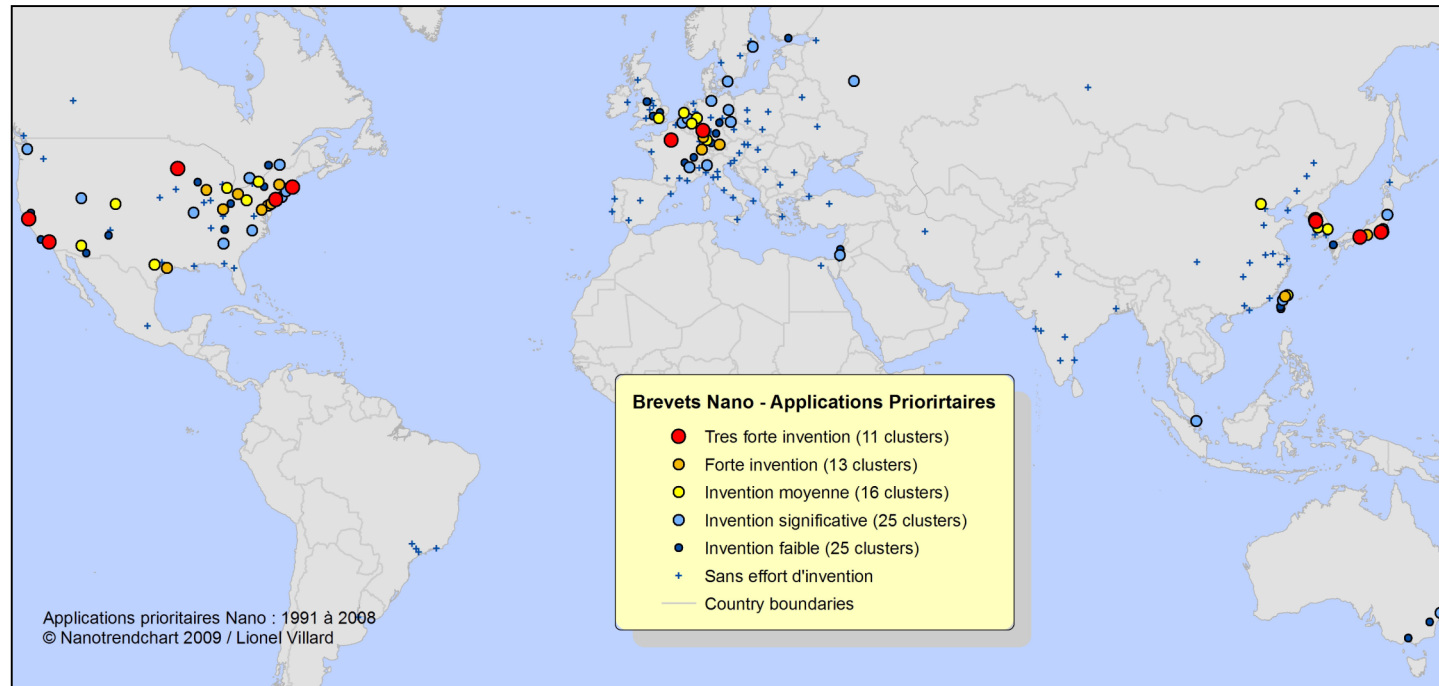 Brevets Nano - Applications Priorirtaires
Tres forte invention (11 clusters)
Forte invention (13 clusters)
Invention moyenne (16 clusters)
Invention significative (25 clusters)
Invention faible (25 clusters)
Sans effort d'invention
Country boundaries
Applications prioritaires Nano : 1991 à 2008
© Nanotrendchart 2009 / Lionel Villard